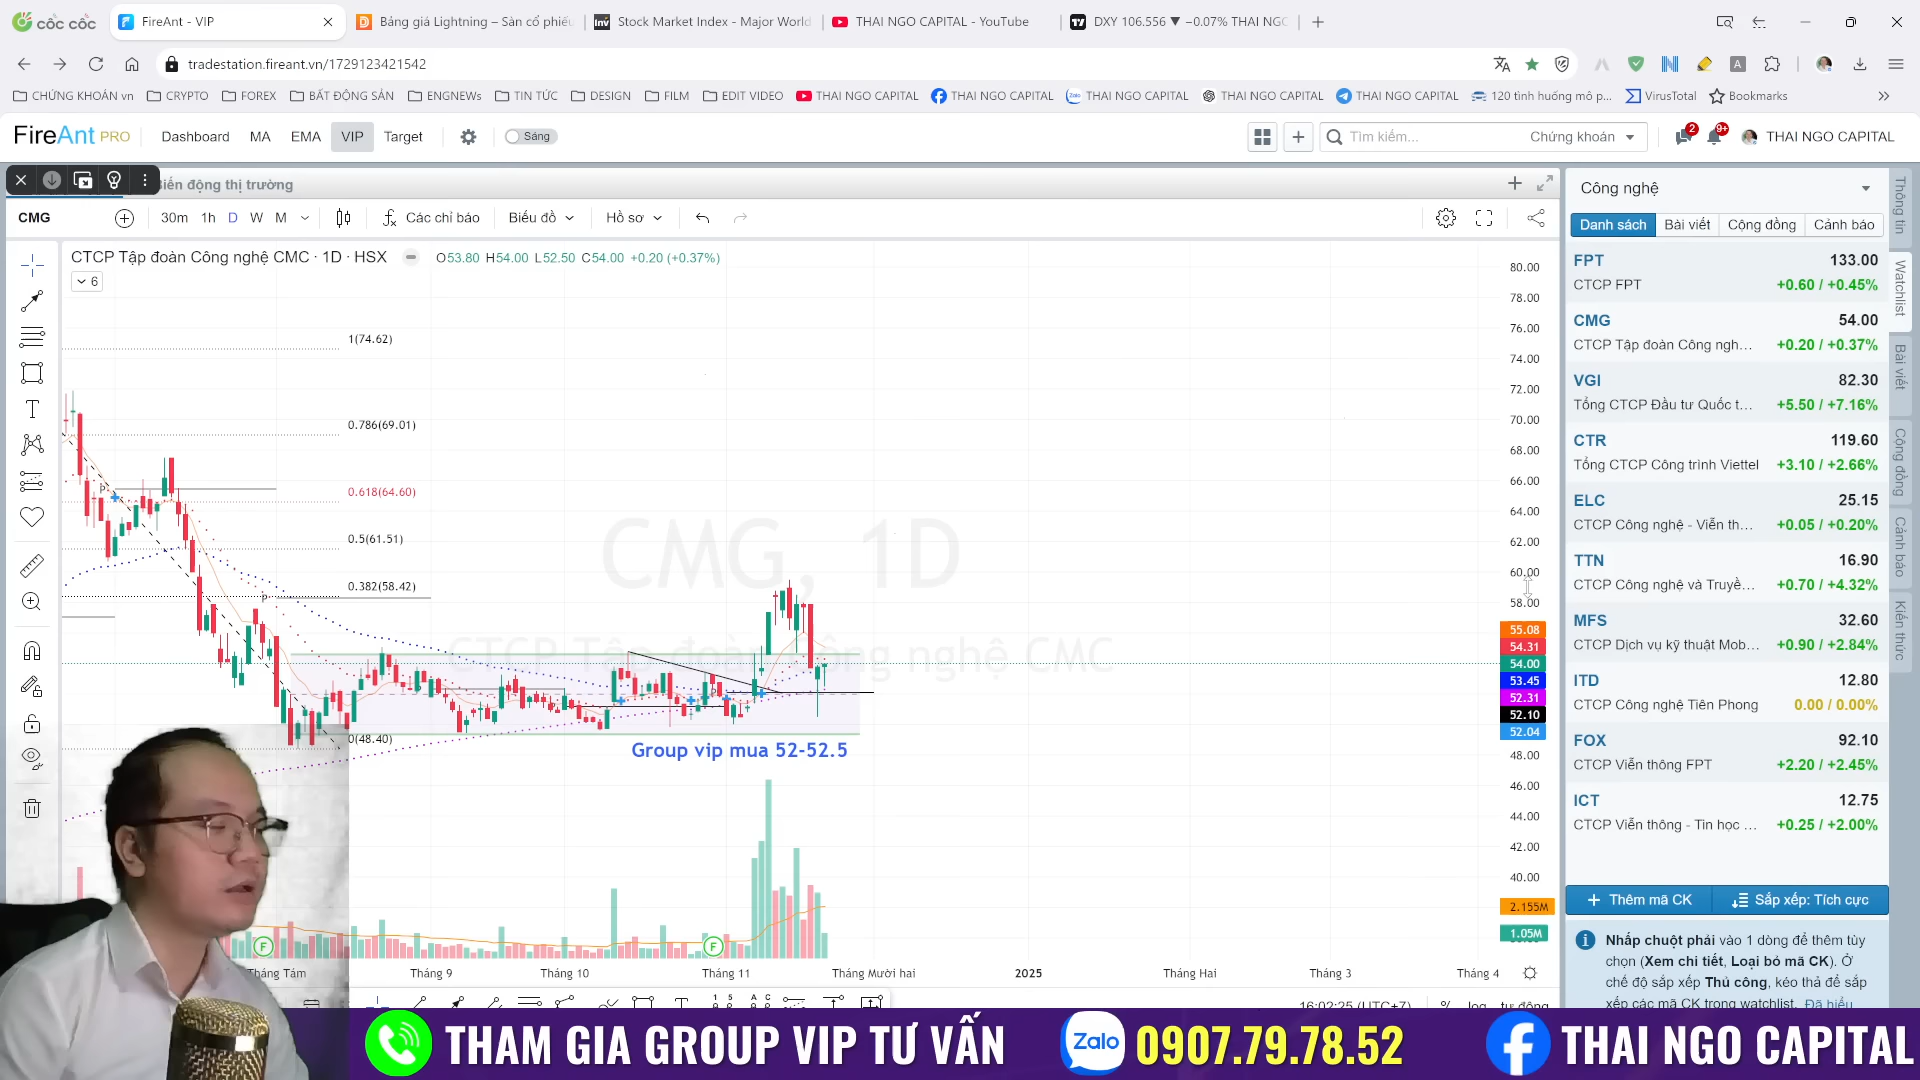 cốc cốc
FireAnt - VIP
Bảng giá Lightning – Sàn cổ phiếu
Stock Market Index - Major World
THAI NGO CAPITAL - YouTube
DXY 106.556 ▼ −0.07% THAI NGO
tradestation.fireant.vn/1729123421542
CHỨNG KHOÁN vn
CRYPTO
FOREX
BẤT ĐỘNG SẢN
ENGNEWs
TIN TỨC
DESIGN
FILM
EDIT VIDEO
THAI NGO CAPITAL
THAI NGO CAPITAL
THAI NGO CAPITAL
THAI NGO CAPITAL
THAI NGO CAPITAL
120 tình huống mô p...
VirusTotal
Bookmarks
FireAnt PRO
Dashboard
MA
EMA
VIP
Target
Sáng
Tìm kiếm...
Chứng khoán
2
9+
THAI NGO CAPITAL
iến động thị trường
CMG
30m
1h
D
W
M
Các chỉ báo
Biểu đồ
Hồ sơ
CTCP Tập đoàn Công nghệ CMC · 1D · HSX
O53.80 H54.00 L52.50 C54.00 +0.20 (+0.37%)
6
1(74.62)
0.786(69.01)
0.618(64.60)
0.5(61.51)
0.382(58.42)
0(48.40)
CMG, 1D
CTCP Tập đoàn Công nghệ CMC
Group vip mua 52-52.5
80.00
78.00
76.00
74.00
72.00
70.00
68.00
66.00
64.00
62.00
60.00
58.00
55.08
54.31
54.00
53.45
52.31
52.10
52.04
48.00
46.00
44.00
42.00
40.00
2.155M
1.05M
F
F
Tháng Tám
Tháng 9
Tháng 10
Tháng 11
Tháng Mười hai
2025
Tháng Hai
Tháng 3
Tháng 4
16:02:25 (UTC+7)
%
log
tự động
Công nghệ
Danh sách
Bài viết
Cộng đồng
Cảnh báo
FPT 133.00
CTCP FPT +0.60 / +0.45%
CMG 54.00
CTCP Tập đoàn Công ngh... +0.20 / +0.37%
VGI 82.30
Tổng CTCP Đầu tư Quốc t... +5.50 / +7.16%
CTR 119.60
Tổng CTCP Công trình Viettel +3.10 / +2.66%
ELC 25.15
CTCP Công nghệ - Viễn th... +0.05 / +0.20%
TTN 16.90
CTCP Công nghệ và Truyề... +0.70 / +4.32%
MFS 32.60
CTCP Dịch vụ kỹ thuật Mob... +0.90 / +2.84%
ITD 12.80
CTCP Công nghệ Tiên Phong 0.00 / 0.00%
FOX 92.10
CTCP Viễn thông FPT +2.20 / +2.45%
ICT 12.75
CTCP Viễn thông - Tin học ... +0.25 / +2.00%
Thêm mã CK
Sắp xếp: Tích cực
Nhấp chuột phải vào 1 dòng để thêm tùy
chọn (Xem chi tiết, Loại bỏ mã CK). Ở
chế độ sắp xếp Thủ công, kéo thả để sắp
xếp các mã CK trong watchlist. Đã hiểu
Thông tin
Watchlist
Bài viết
Cộng đồng
Cảnh báo
Kiến thức
THAM GIA GROUP VIP TƯ VẤN
Zalo
0907.79.78.52
THAI NGO CAPITAL